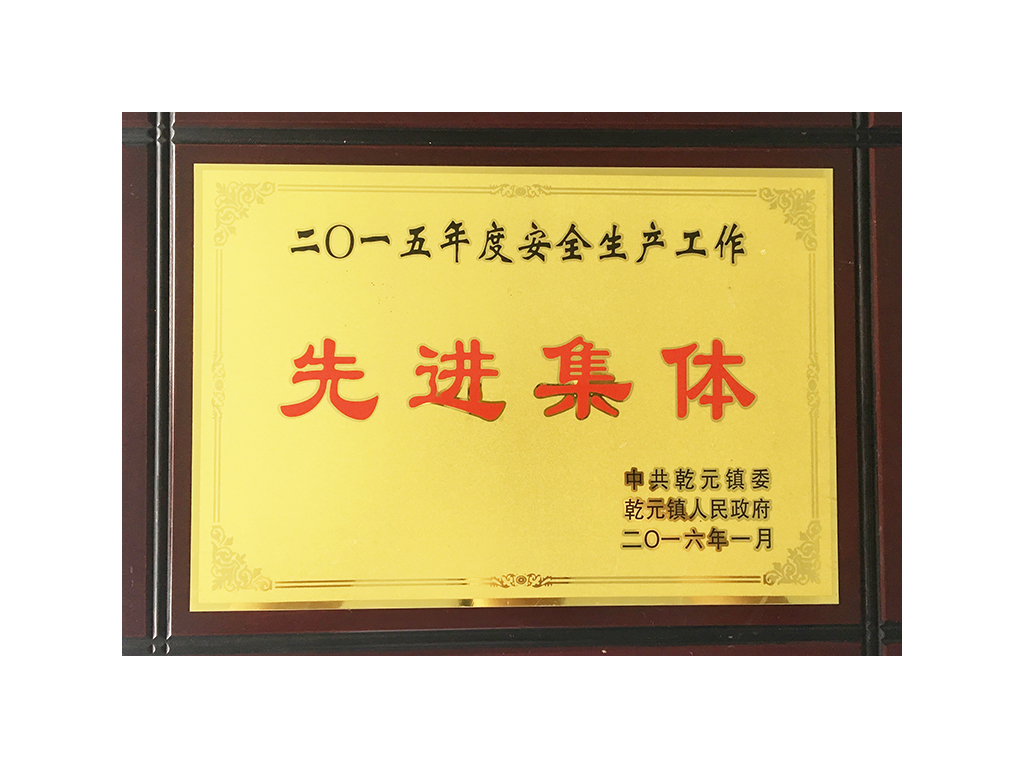 二〇一五年度安全生产工作
先进集体
中共乾元镇委
乾元镇人民政府
二〇一六年一月